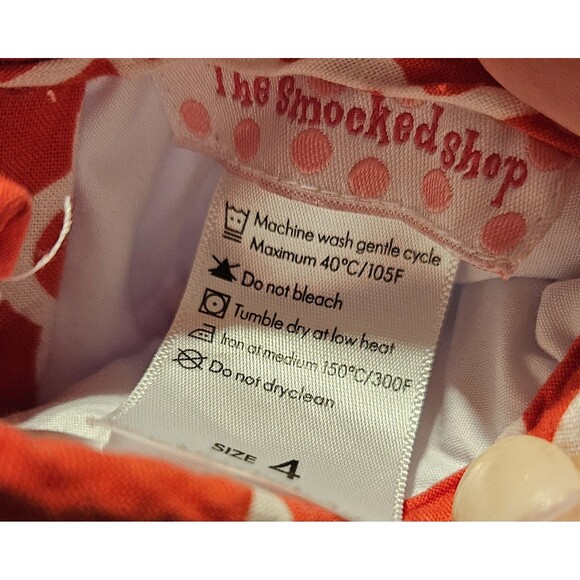 The Smocked Shop
Machine wash gentle cycle
Maximum 40°C/105F
Do not bleach
Tumble dry at low heat
Iron at medium 150°C/300F
Do not dryclean
SIZE 4